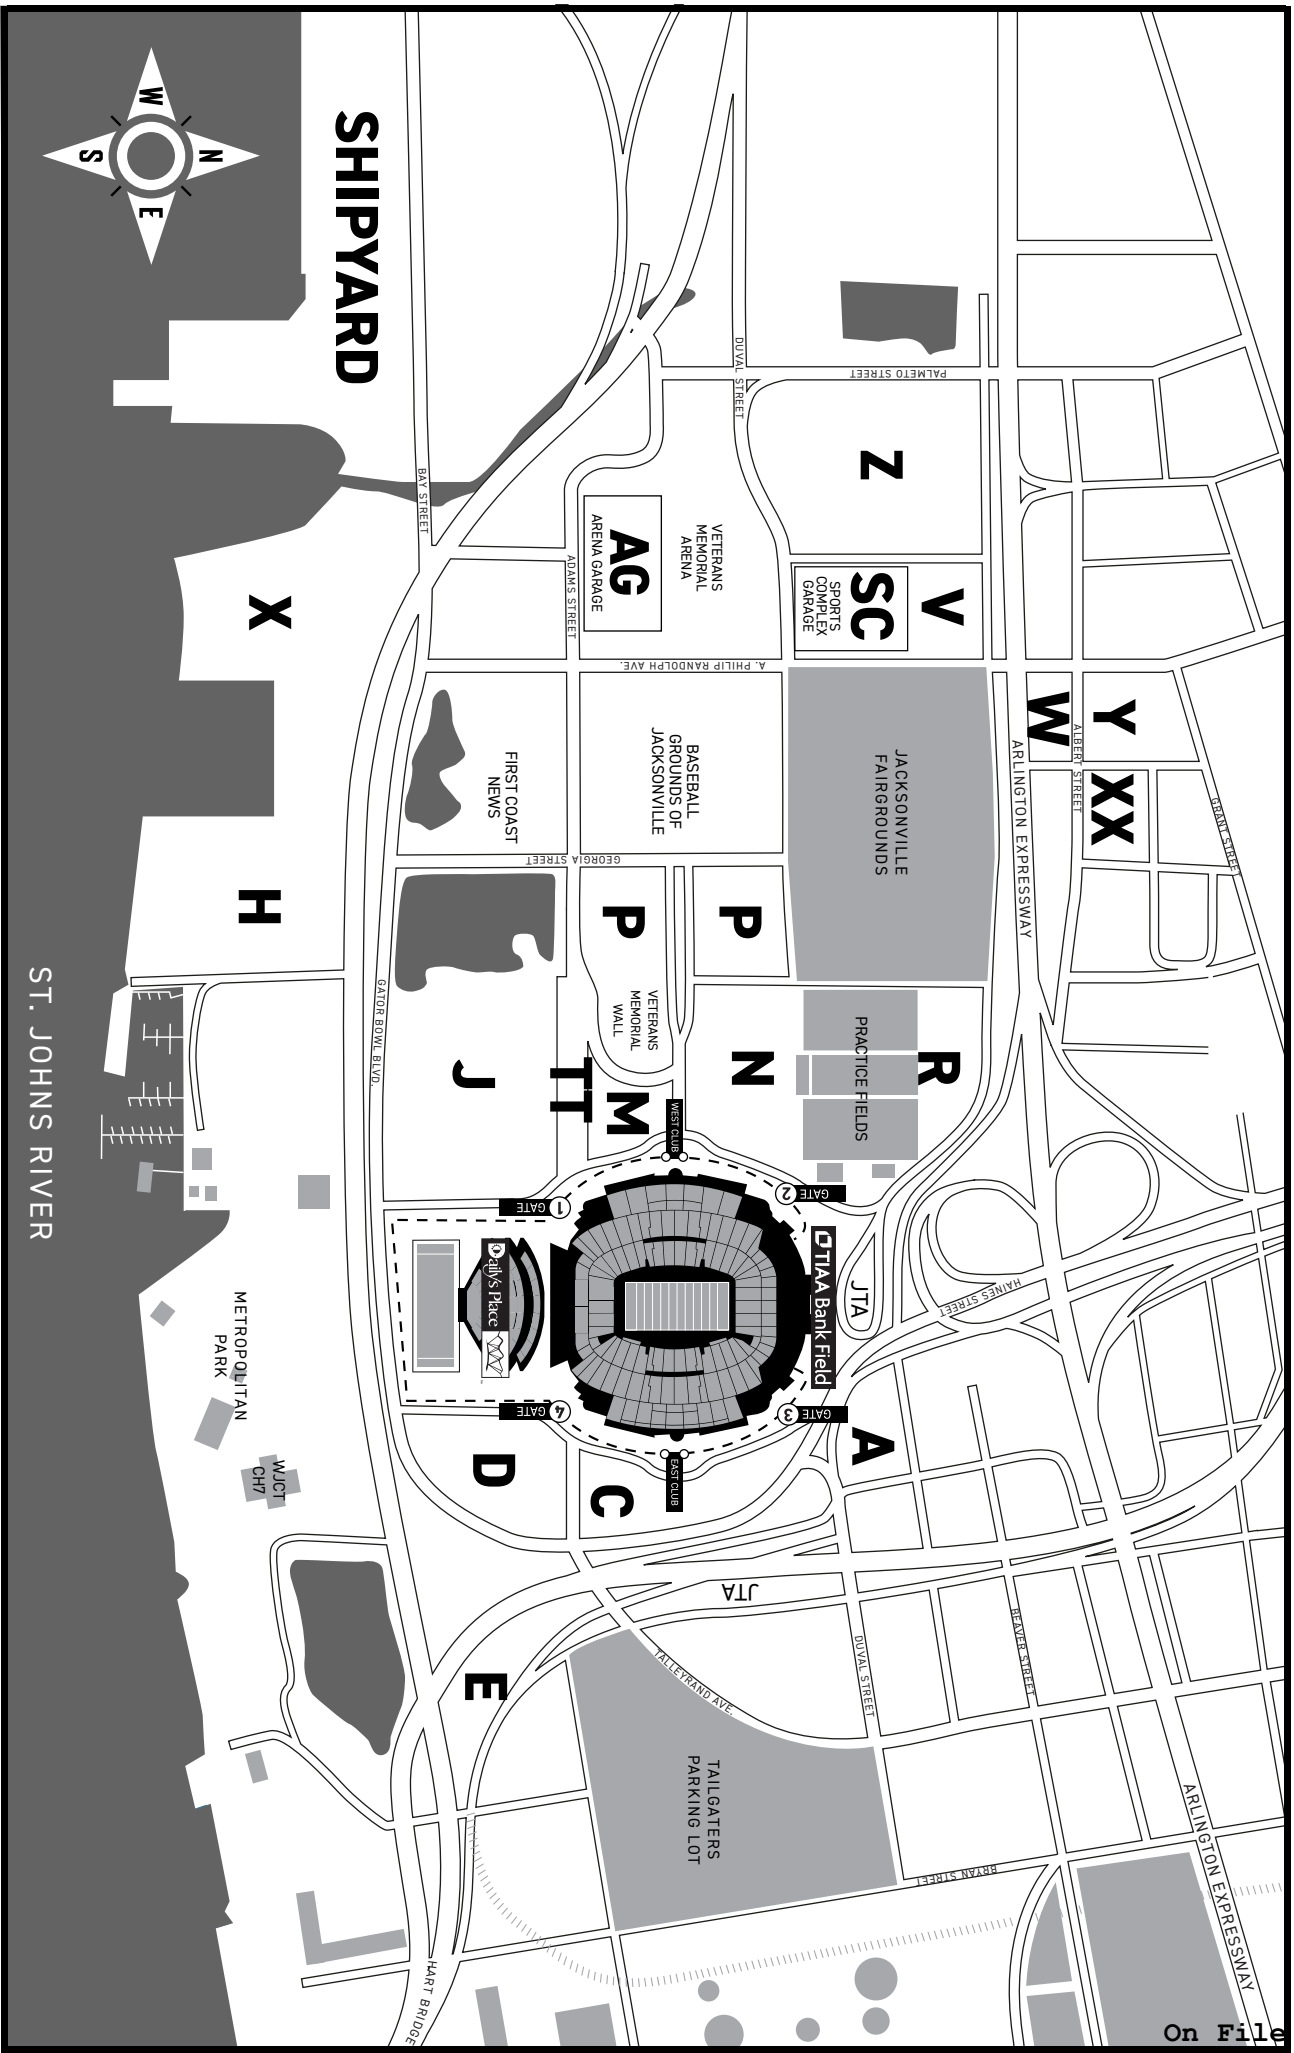 W
N
S
E
SHIPYARD
ST. JOHNS RIVER
DUVAL STREET
PALMETO STREET
Z
BAY STREET
ADAMS STREET
AG
ARENA GARAGE
VETERANS
MEMORIAL
ARENA
SC
SPORTS
COMPLEX
GARAGE
V
X
A. PHILIP RANDOLPH AVE.
W
Y
XX
ALBERT STREET
ARLINGTON EXPRESSWAY
GRANT STREET
FIRST COAST
NEWS
BASEBALL
GROUNDS OF
JACKSONVILLE
JACKSONVILLE
FAIRGROUNDS
GEORGIA STREET
H
P
P
VETERANS
MEMORIAL
WALL
GATOR BOWL BLVD.
J
TT
M
N
R
PRACTICE FIELDS
WEST CLUB
GATE 1
GATE 2
TIAA Bank Field
Daily's Place
JTA
HAINES STREET
GATE 3
GATE 4
EAST CLUB
METROPOLITAN
PARK
WJCT
CH7
D
C
A
JTA
E
TALLEYRAND AVE.
DUVAL STREET
BEAVER STREET
TAILGATERS
PARKING LOT
BRYAN STREET
ARLINGTON EXPRESSWAY
HART BRIDGE
On File